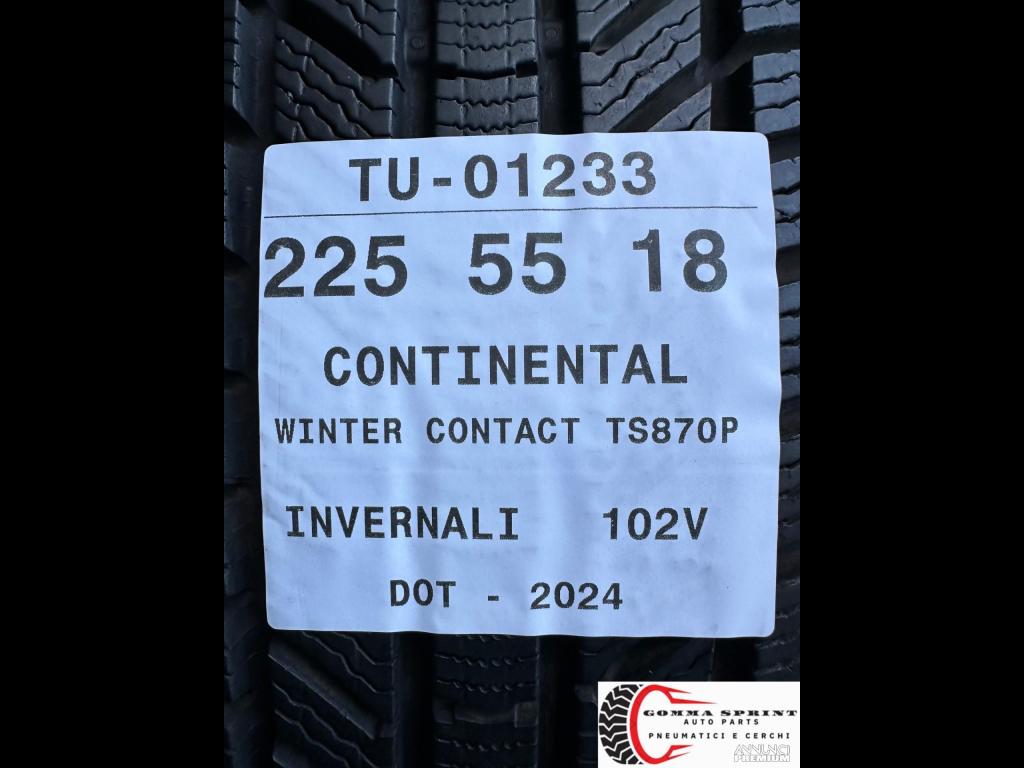 TU-01233
225 55 18
CONTINENTAL
WINTER CONTACT TS870P
INVERNALI 102V
DOT - 2024
GOMMA SPRINT
AUTO PARTS
PNEUMATICI E CERCHI
ANNUNCI
PREMIUM